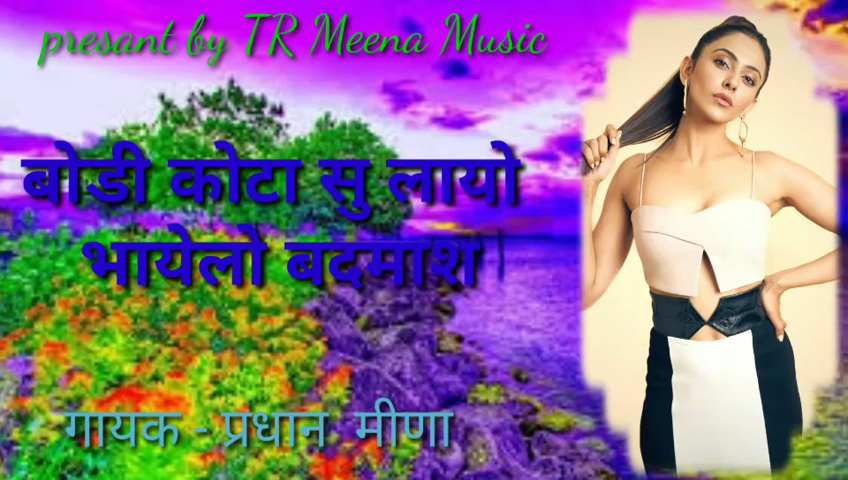 presant by TR Meena Music
बोडी कोटा सु लायो
भायेलो बदमाश
गायक - प्रधान मीणा